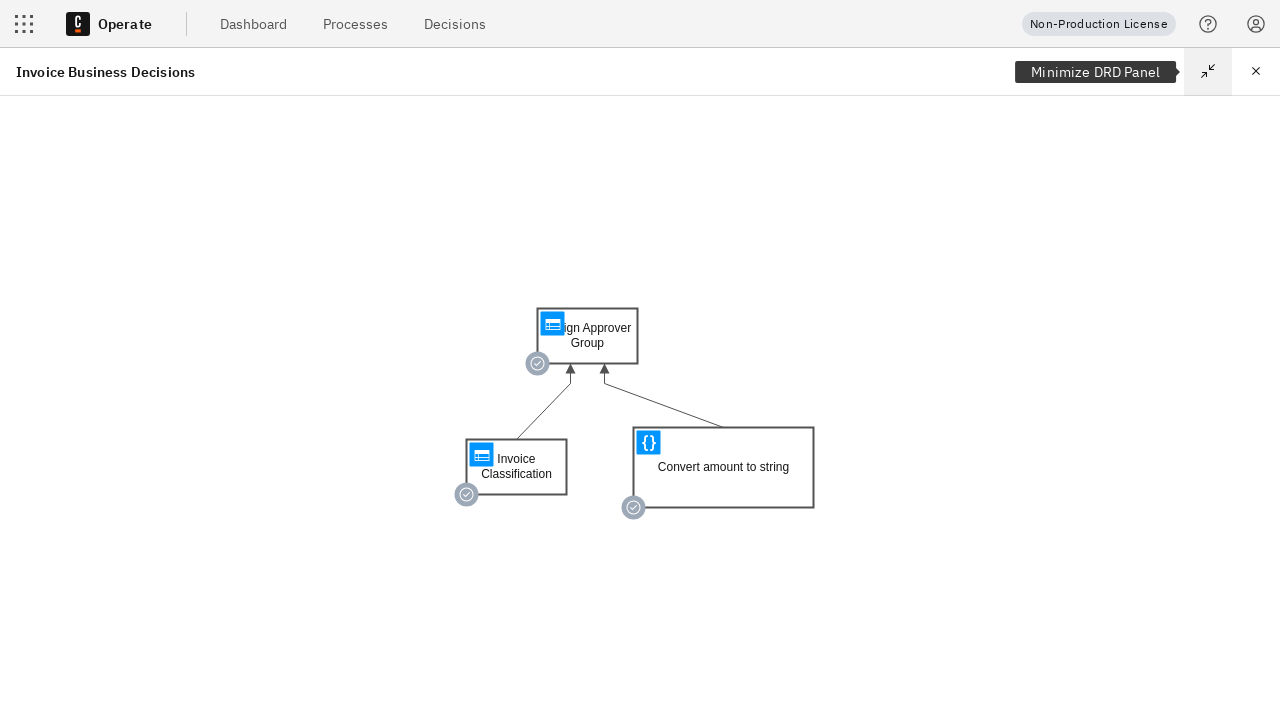 Operate
Dashboard
Processes
Decisions
Non-Production License
Invoice Business Decisions
Minimize DRD Panel
Approver
Group
Invoice
Classification
Convert amount to string